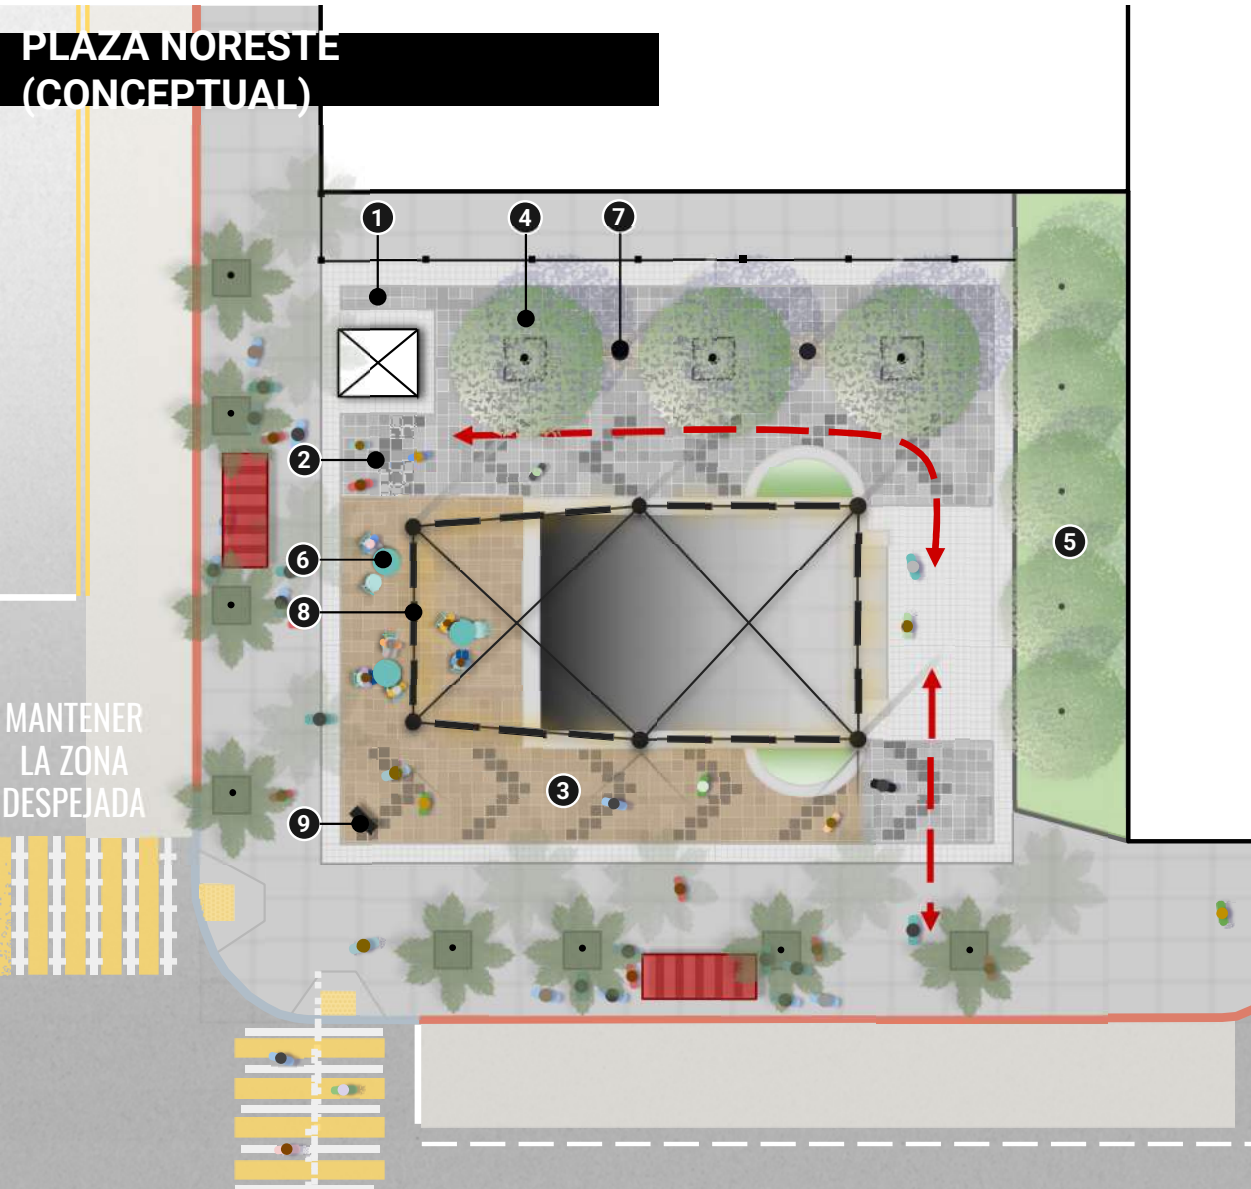 PLAZA NORESTE
(CONCEPTUAL)
1
4
7
2
5
6
8
MANTENER
LA ZONA
DESPEJADA
3
9